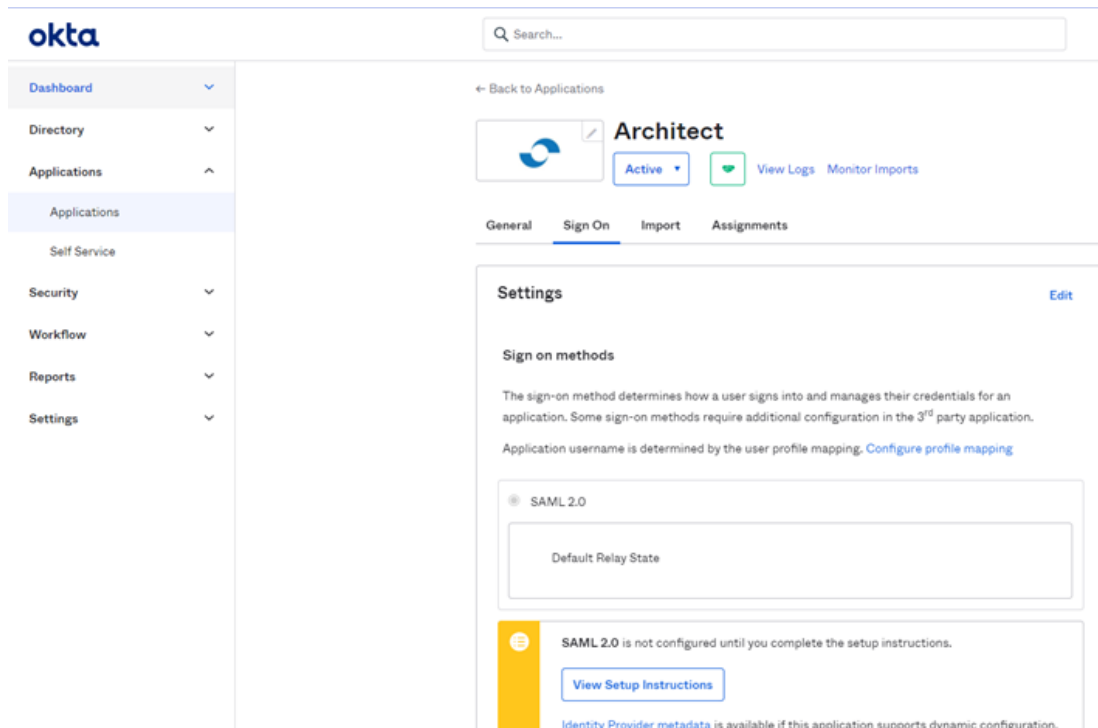 okta
Search...
Dashboard
Directory
Applications
Applications
Self Service
Security
Workflow
Reports
Settings
← Back to Applications
Architect
Active
View Logs Monitor Imports
General Sign On Import Assignments
Settings
Edit
Sign on methods
The sign-on method determines how a user signs into and manages their credentials for an
application. Some sign-on methods require additional configuration in the 3rd party application.
Application username is determined by the user profile mapping. Configure profile mapping
SAML 2.0
Default Relay State
SAML 2.0 is not configured until you complete the setup instructions.
View Setup Instructions
Identity Provider metadata is available if this application supports dynamic configuration.